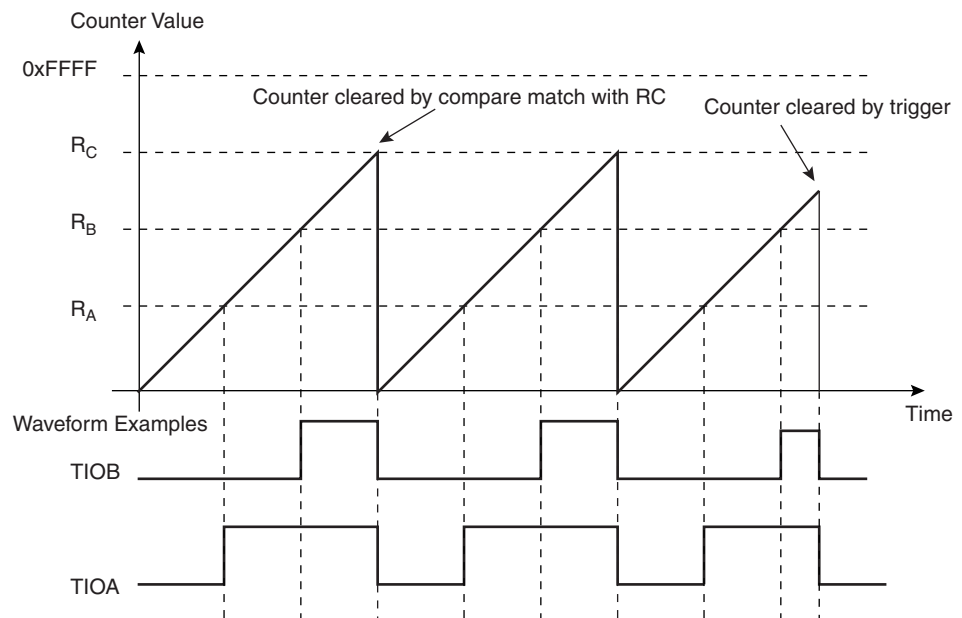 Counter Value
0xFFFF
Counter cleared by compare match with RC
Counter cleared by trigger
RC
RB
RA
Time
Waveform Examples
TIOB
TIOA